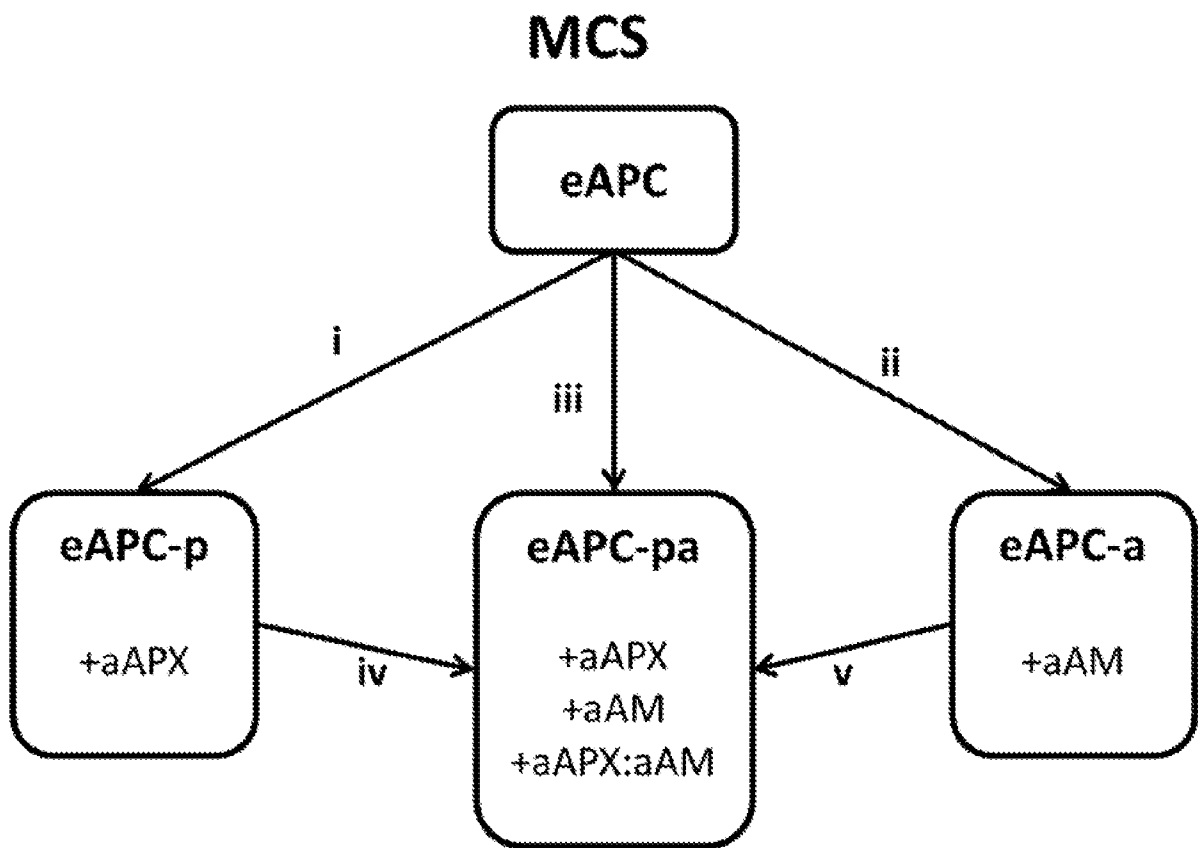 MCS
eAPC
i
ii
iii
eAPC-p
+aAPX
eAPC-pa
+aAPX
+aAM
+aAPX:aAM
eAPC-a
+aAM
iv
v